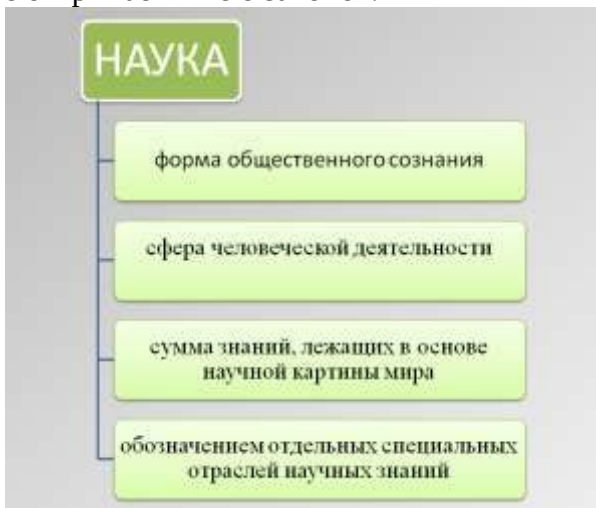 НАУКА
форма общественного сознания
сфера человеческой деятельности
сумма знаний, лежащих в основе
научной картины мира
обозначением отдельных специальных
отраслей научных знаний